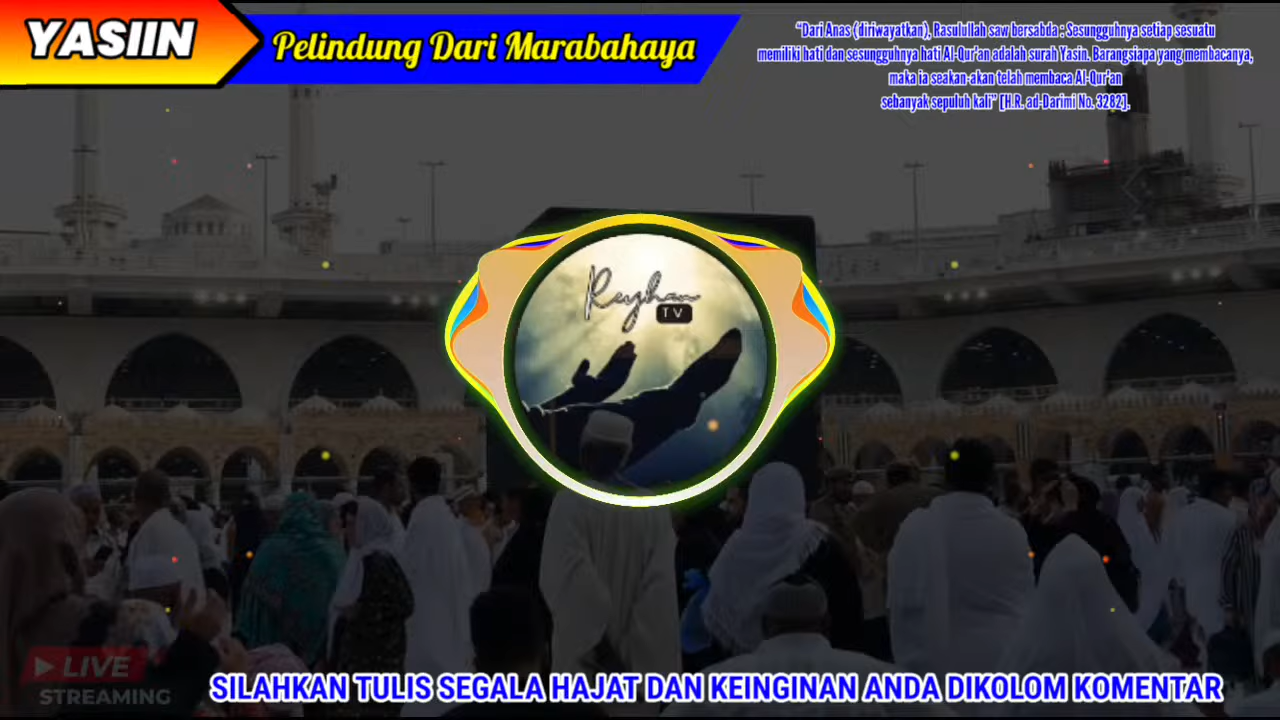 YASIIN
Pelindung Dari Marabahaya
"Dari Anas (diriwayatkan), Rasulullah saw bersabda : Sesungguhnya setiap sesuatu
memiliki hati dan sesungguhnya hati Al-Qur'an adalah surah Yasin. Barangsiapa yang membacanya,
maka ia seakan-akan telah membaca Al-Qur'an
sebanyak sepuluh kali" [H.R. ad-Darimi No. 3282].
Reyhan
TV
LIVE
STREAMING
SILAHKAN TULIS SEGALA HAJAT DAN KEINGINAN ANDA DIKOLOM KOMENTAR